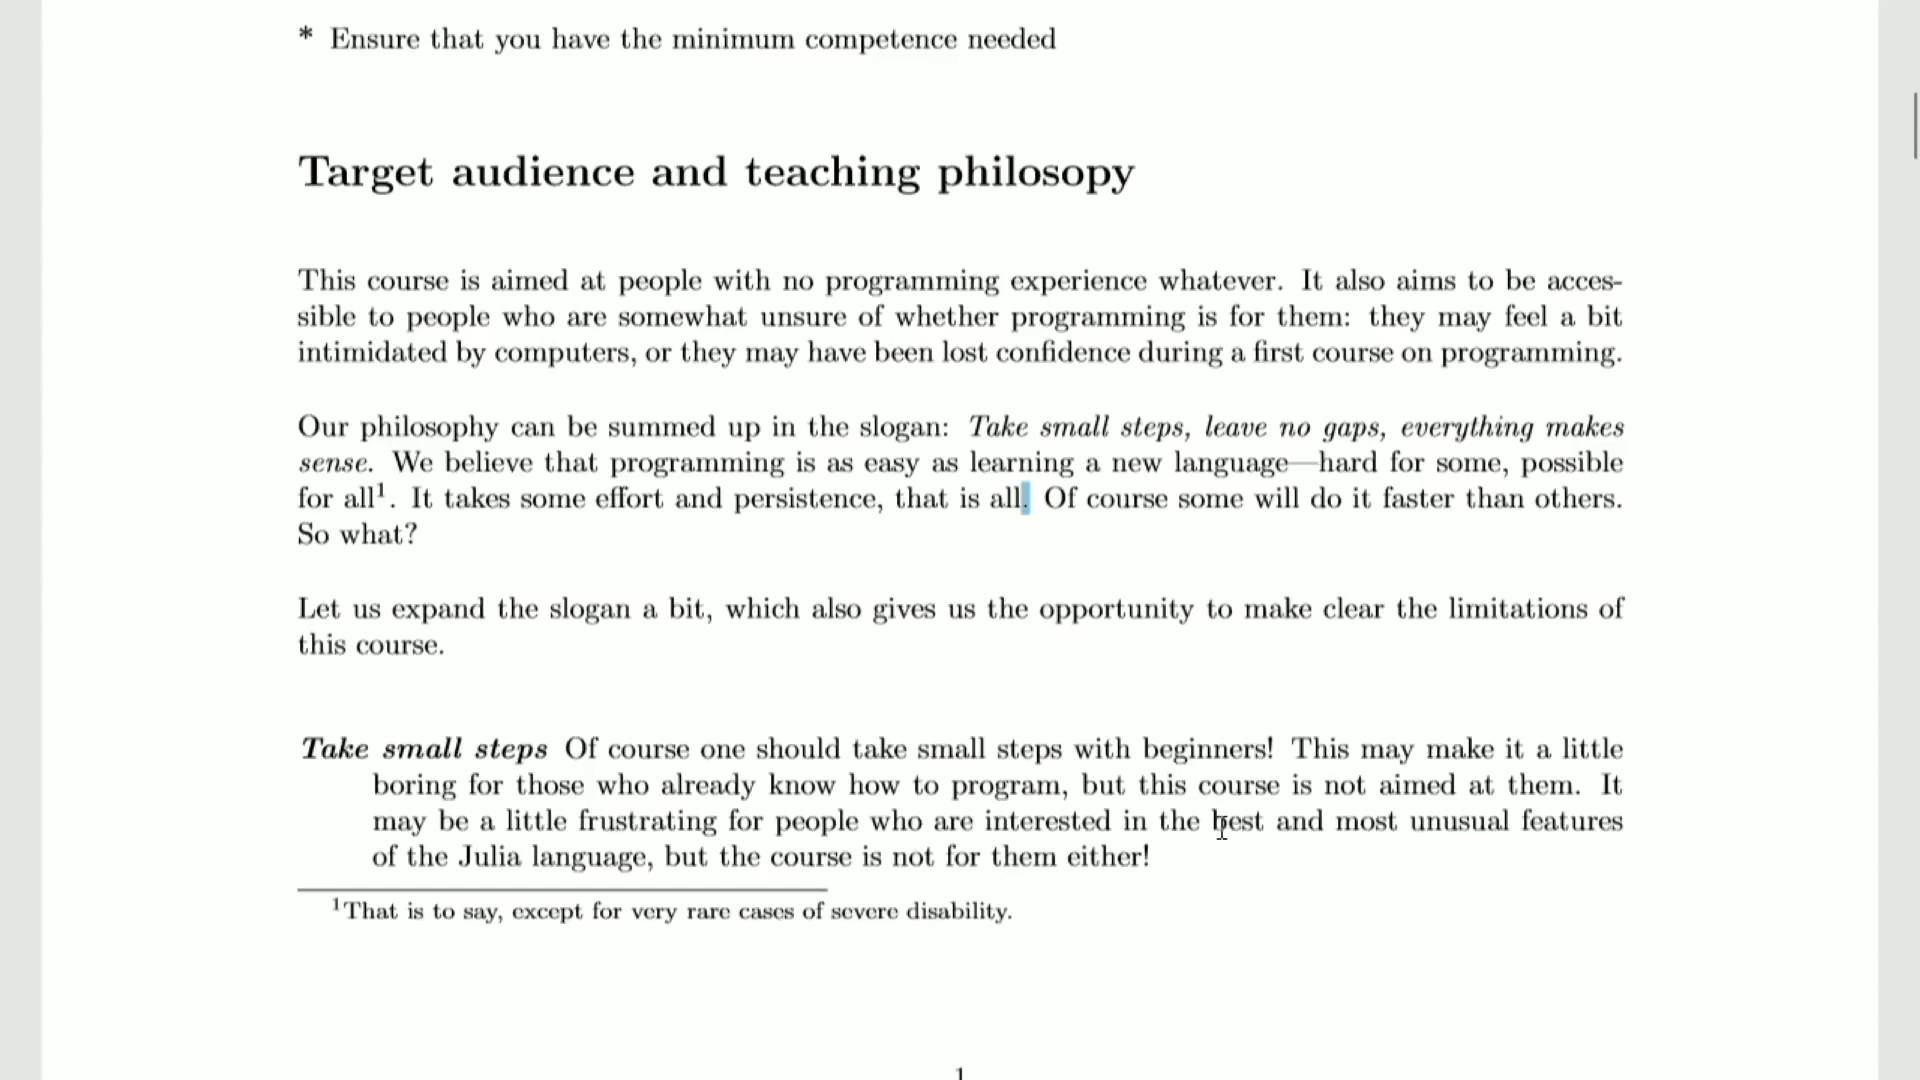 * Ensure that you have the minimum competence needed
Target audience and teaching philosopy
This course is aimed at people with no programming experience whatever. It also aims to be acces-
sible to people who are somewhat unsure of whether programming is for them: they may feel a bit
intimidated by computers, or they may have been lost confidence during a first course on programming.
Our philosophy can be summed up in the slogan: Take small steps, leave no gaps, everything makes
sense. We believe that programming is as easy as learning a new language—hard for some, possible
for all¹. It takes some effort and persistence, that is all. Of course some will do it faster than others.
So what?
Let us expand the slogan a bit, which also gives us the opportunity to make clear the limitations of
this course.
Take small steps Of course one should take small steps with beginners! This may make it a little
boring for those who already know how to program, but this course is not aimed at them. It
may be a little frustrating for people who are interested in the best and most unusual features
of the Julia language, but the course is not for them either!
¹That is to say, except for very rare cases of severe disability.
1